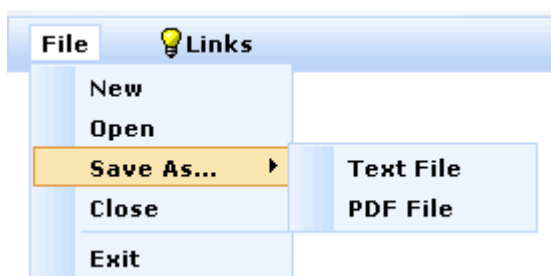 File Links
New
Open
Save As...
Text File
Close
PDF File
Exit